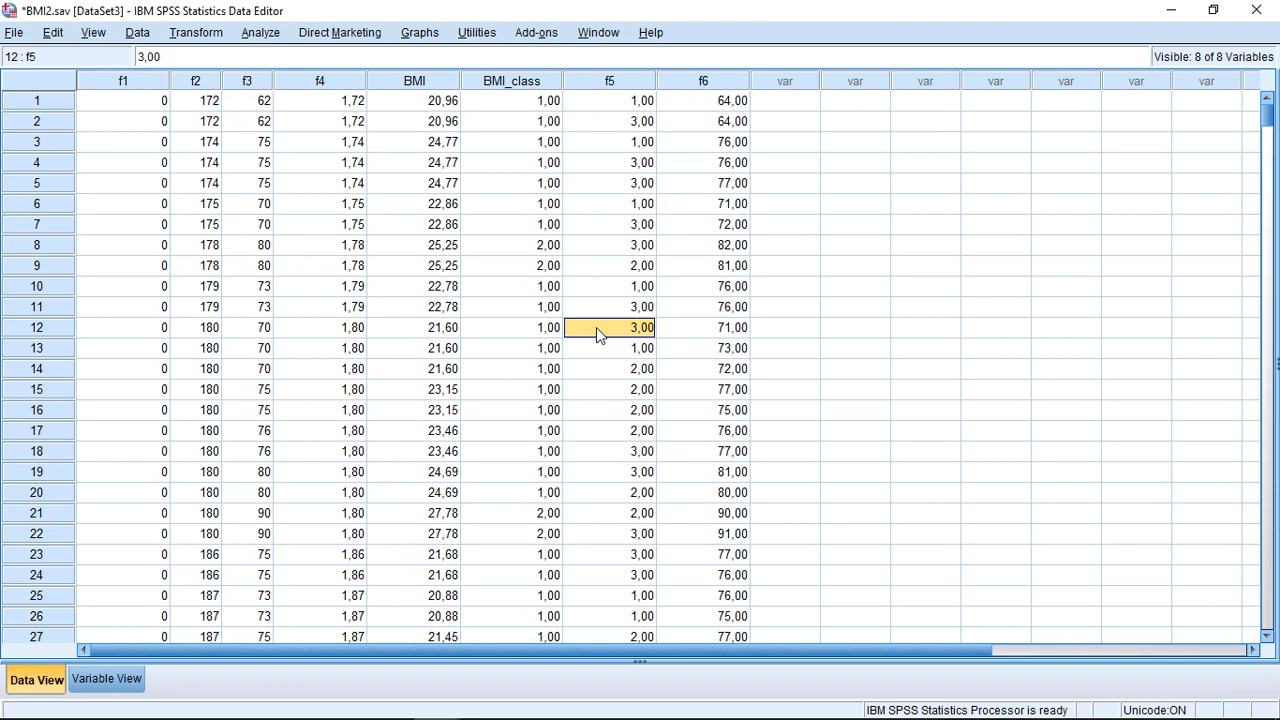 *BMI2.sav [DataSet3] - IBM SPSS Statistics Data Editor
File Edit View Data Transform Analyze Direct Marketing Graphs Utilities Add-ons Window Help
12 : f5 3,00 Visible: 8 of 8 Variables
f1 f2 f3 f4 BMI BMI_class f5 f6 var var var var var var var
1 0 172 62 1,72 20,96 1,00 1,00 64,00
2 0 172 62 1,72 20,96 1,00 3,00 64,00
3 0 174 75 1,74 24,77 1,00 1,00 76,00
4 0 174 75 1,74 24,77 1,00 3,00 76,00
5 0 174 75 1,74 24,77 1,00 3,00 77,00
6 0 175 70 1,75 22,86 1,00 1,00 71,00
7 0 175 70 1,75 22,86 1,00 3,00 72,00
8 0 178 80 1,78 25,25 2,00 3,00 82,00
9 0 178 80 1,78 25,25 2,00 2,00 81,00
10 0 179 73 1,79 22,78 1,00 1,00 76,00
11 0 179 73 1,79 22,78 1,00 3,00 76,00
12 0 180 70 1,80 21,60 1,00 3,00 71,00
13 0 180 70 1,80 21,60 1,00 1,00 73,00
14 0 180 70 1,80 21,60 1,00 2,00 72,00
15 0 180 75 1,80 23,15 1,00 2,00 77,00
16 0 180 75 1,80 23,15 1,00 2,00 75,00
17 0 180 76 1,80 23,46 1,00 2,00 76,00
18 0 180 76 1,80 23,46 1,00 3,00 77,00
19 0 180 80 1,80 24,69 1,00 3,00 81,00
20 0 180 80 1,80 24,69 1,00 2,00 80,00
21 0 180 90 1,80 27,78 2,00 2,00 90,00
22 0 180 90 1,80 27,78 2,00 3,00 91,00
23 0 186 75 1,86 21,68 1,00 3,00 77,00
24 0 186 75 1,86 21,68 1,00 3,00 76,00
25 0 187 73 1,87 20,88 1,00 1,00 76,00
26 0 187 73 1,87 20,88 1,00 1,00 75,00
27 0 187 75 1,87 21,45 1,00 2,00 77,00
Data View Variable View
IBM SPSS Statistics Processor is ready Unicode:ON